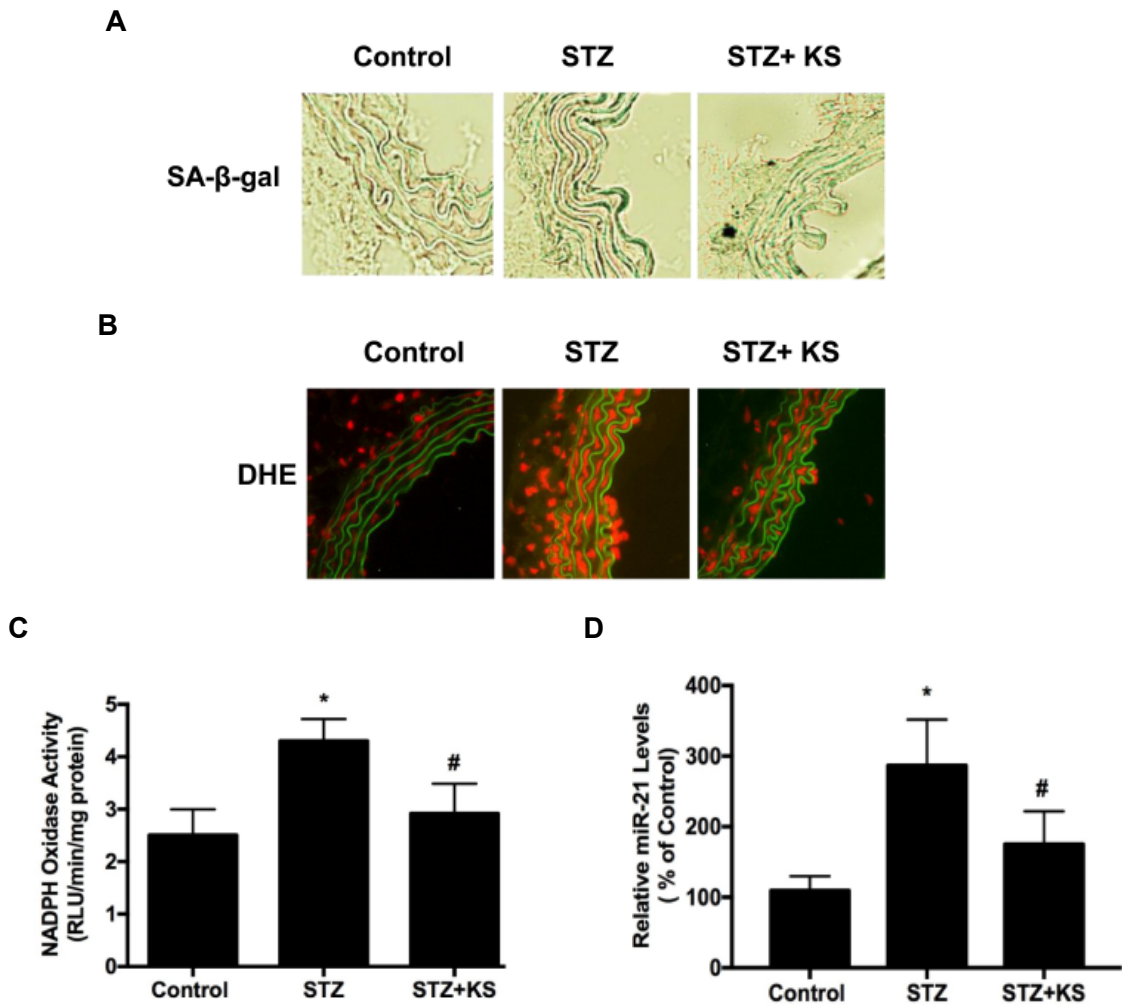 A
Control STZ STZ+ KS
SA-β-gal
B
Control STZ STZ+ KS
DHE
C
NADPH Oxidase Activity
(RLU/min/mg protein)
5
4
3
2
1
0
*
#
Control STZ STZ+KS
D
Relative miR-21 Levels
( % of Control)
400
300
200
100
0
*
#
Control STZ STZ+KS